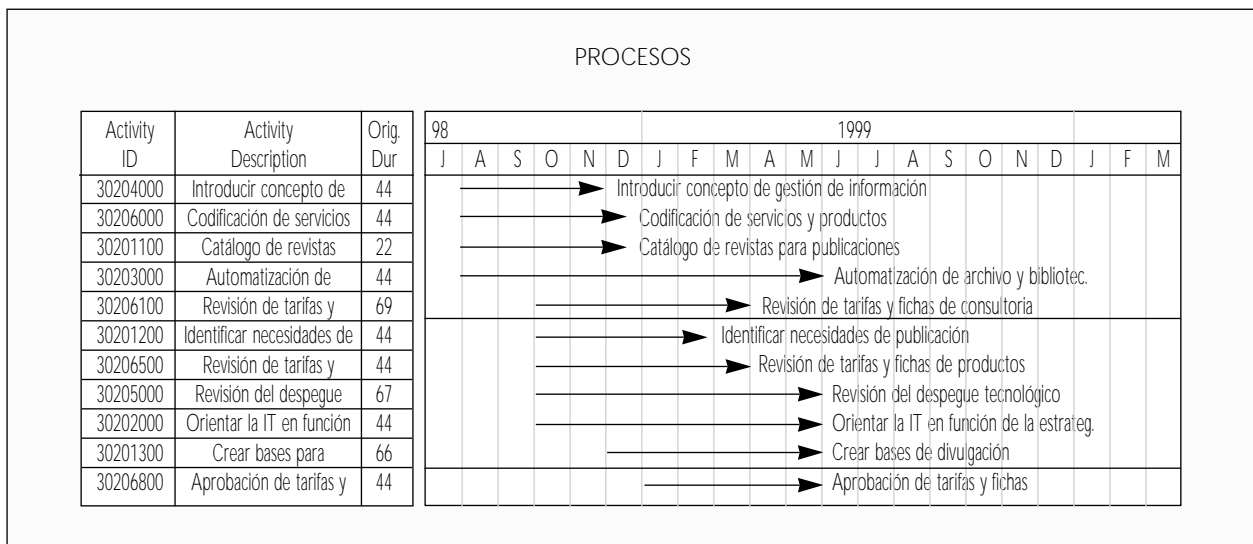 PROCESOS
Activity ID Activity Description Orig. Dur 98 1999
J A S O N D J F M A M J J A S O N D J F M
30204000 Introducir concepto de 44 Introducir concepto de gestión de información
30206000 Codificación de servicios 44 Codificación de servicios y productos
30201100 Catálogo de revistas 22 Catálogo de revistas para publicaciones
30203000 Automatización de 44 Automatización de archivo y bibliotec.
30206100 Revisión de tarifas y 69 Revisión de tarifas y fichas de consultoria
30201200 Identificar necesidades de 44 Identificar necesidades de publicación
30206500 Revisión de tarifas y 44 Revisión de tarifas y fichas de productos
30205000 Revisión del despegue 67 Revisión del despegue tecnológico
30202000 Orientar la IT en función 44 Orientar la IT en función de la estrateg.
30201300 Crear bases para 66 Crear bases de divulgación
30206800 Aprobación de tarifas y 44 Aprobación de tarifas y fichas